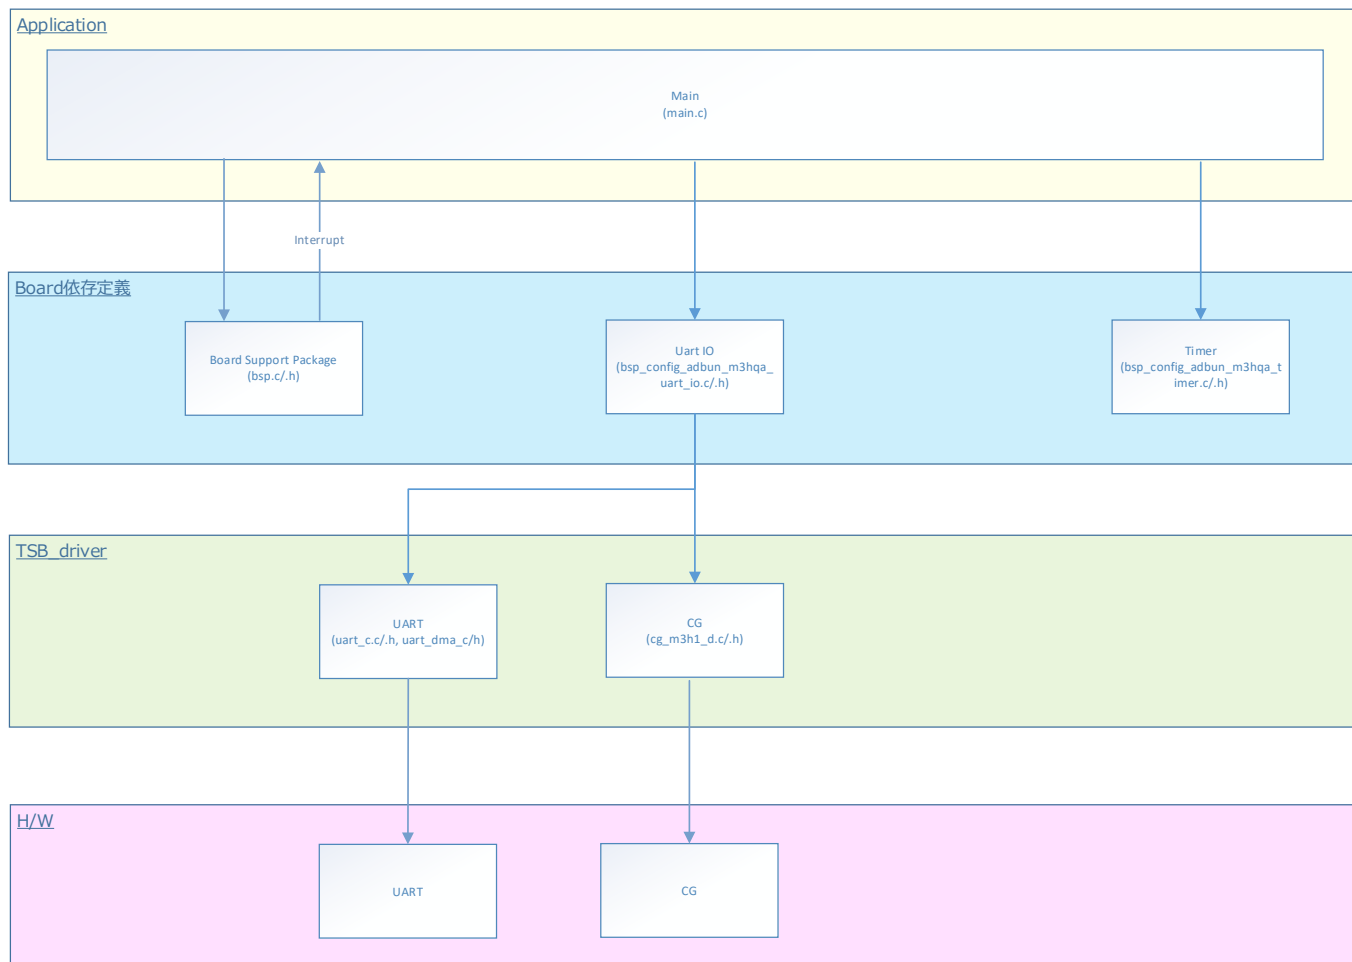 Application
Main
(main.c)
Interrupt
Board依存定義
Board Support Package
(bsp.c/.h)
Uart IO
(bsp_config_adbun_m3hqa_
uart_io.c/.h)
Timer
(bsp_config_adbun_m3hqa_t
imer.c/.h)
TSB_driver
UART
(uart_c.c/.h, uart_dma_c/h)
CG
(cg_m3h1_d.c/.h)
H/W
UART
CG